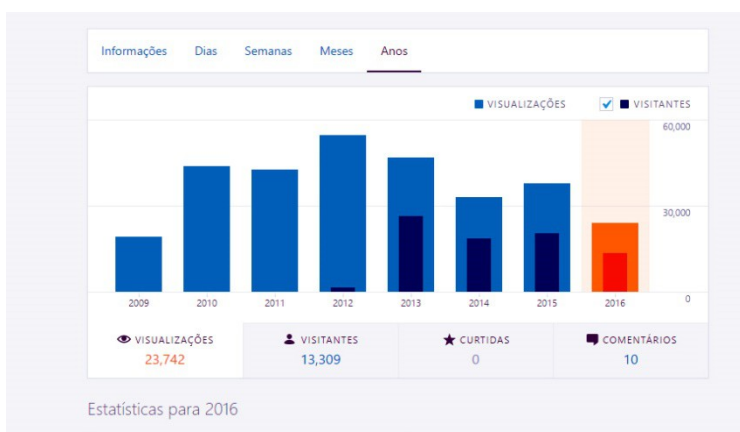 Informações Dias Semanas Meses Anos
VISUALIZAÇÕES VISITANTES
60,000
30,000
0
2009 2010 2011 2012 2013 2014 2015 2016
VISUALIZAÇÕES VISITANTES CURTIDAS COMENTÁRIOS
23,742 13,309 0 10
Estatísticas para 2016